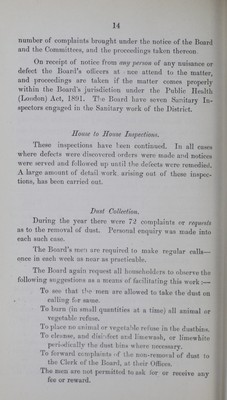 14
number of complaints brought under the notice of the Board
and the Committees, and the proceedings taken thereon
On receipt of notice from any person of any nuisance or
defect the Board's officers at once attend to the matter,
and proceedings are taken if the matter comes properly
within the Board's jurisdiction under the Public Health
(London) Act, 1891. The Board have seven Sanitary In-
spectors engaged in the Sanitary work of the District.
House to House Inspections.
These inspections have been continued. In all cases
where defects were discovered orders were made and notices
were served and followed up until the defects were remedied.
A large amount of detail work arising out of these inspec-
tions, has been carried out.
Dust Collection.
During the year there were 72 complaints or requests
as to the removal of dust. Personal enquiry was made into
each such case.
The Board's men are required to make regular calls—
once in each week as near as practicable.
The Board again request all householders to observe the
following suggestions as a means of facilitating this work :—
To see that the men are allowed to take the dust on
calling for same.
To burn (in small quantities at a time) all animal or
vegetable refuse.
To place no animal or vegetable refuse in the dustbins.
To cleanse, and disinfect and limewash, or limewhite
periodically the dust bins where necessary.
To forward complaints of the non-removal of dust to
the Clerk of the Board, at their Offices.
The men are not permitted to ask for or receive any
fee or reward.